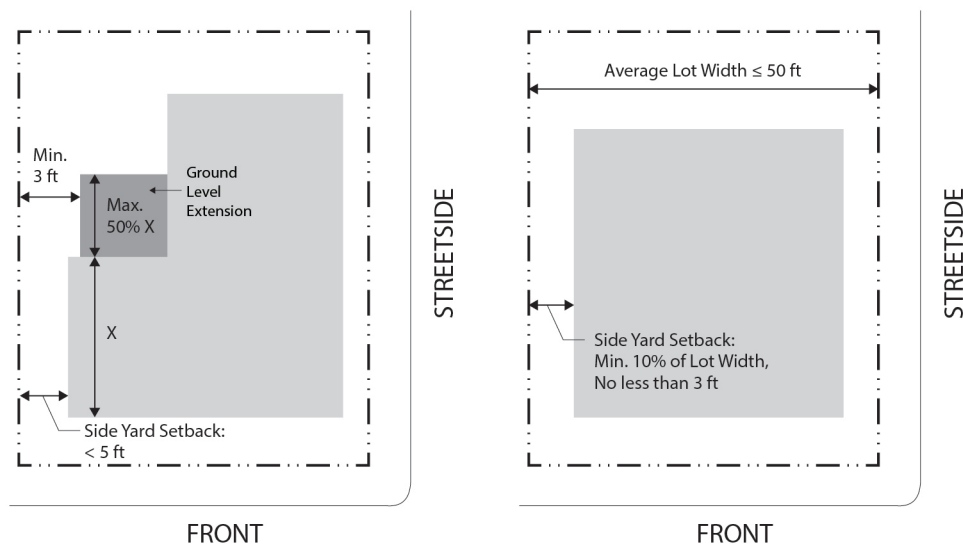 Min.
3 ft
Ground
Level
Extension
Max.
50% X
X
Side Yard Setback:
< 5 ft
STREETSIDE
FRONT
Average Lot Width ≤ 50 ft
Side Yard Setback:
Min. 10% of Lot Width,
No less than 3 ft
STREETSIDE
FRONT